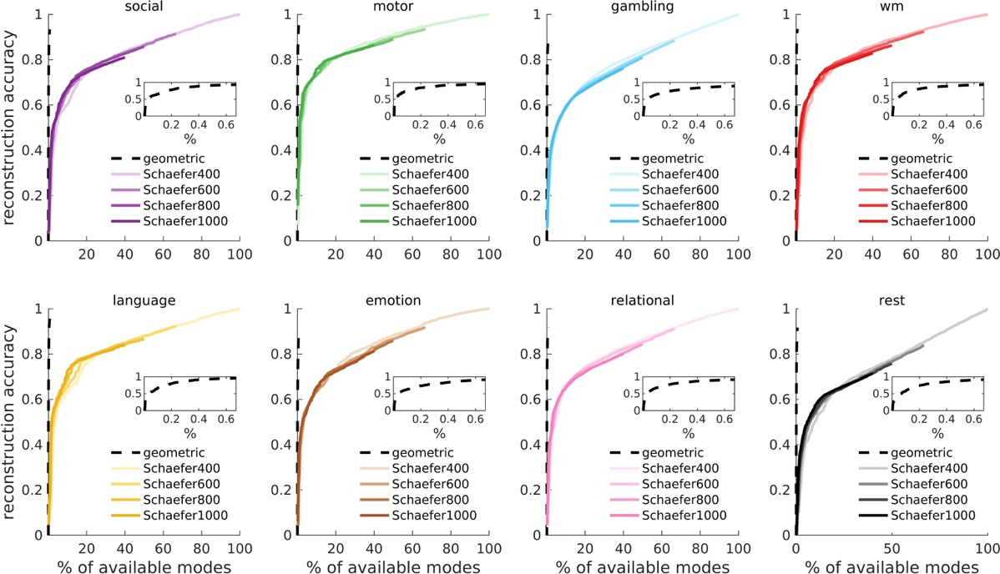 social
motor
gambling
wm
reconstruction accuracy
1
0.8
0.6
0.4
0.2
0
1
0.5
0
0.2 0.4 0.6
%
geometric
Schaefer400
Schaefer600
Schaefer800
Schaefer1000
20 40 60 80 100
1
0.8
0.6
0.4
0.2
0
1
0.5
0
0.2 0.4 0.6
%
geometric
Schaefer400
Schaefer600
Schaefer800
Schaefer1000
20 40 60 80 100
1
0.8
0.6
0.4
0.2
0
1
0.5
0
0.2 0.4 0.6
%
geometric
Schaefer400
Schaefer600
Schaefer800
Schaefer1000
20 40 60 80 100
1
0.8
0.6
0.4
0.2
0
1
0.5
0
0.2 0.4 0.6
%
geometric
Schaefer400
Schaefer600
Schaefer800
Schaefer1000
20 40 60 80 100
language
emotion
relational
rest
reconstruction accuracy
1
0.8
0.6
0.4
0.2
0
1
0.5
0
0.2 0.4 0.6
%
geometric
Schaefer400
Schaefer600
Schaefer800
Schaefer1000
20 40 60 80 100
% of available modes
1
0.8
0.6
0.4
0.2
0
1
0.5
0
0.2 0.4 0.6
%
geometric
Schaefer400
Schaefer600
Schaefer800
Schaefer1000
20 40 60 80 100
% of available modes
1
0.8
0.6
0.4
0.2
0
1
0.5
0
0.2 0.4 0.6
%
geometric
Schaefer400
Schaefer600
Schaefer800
Schaefer1000
20 40 60 80 100
% of available modes
1
0.8
0.6
0.4
0.2
0
1
0.5
0
0.2 0.4 0.6
%
geometric
Schaefer400
Schaefer600
Schaefer800
Schaefer1000
0 50 100
% of available modes